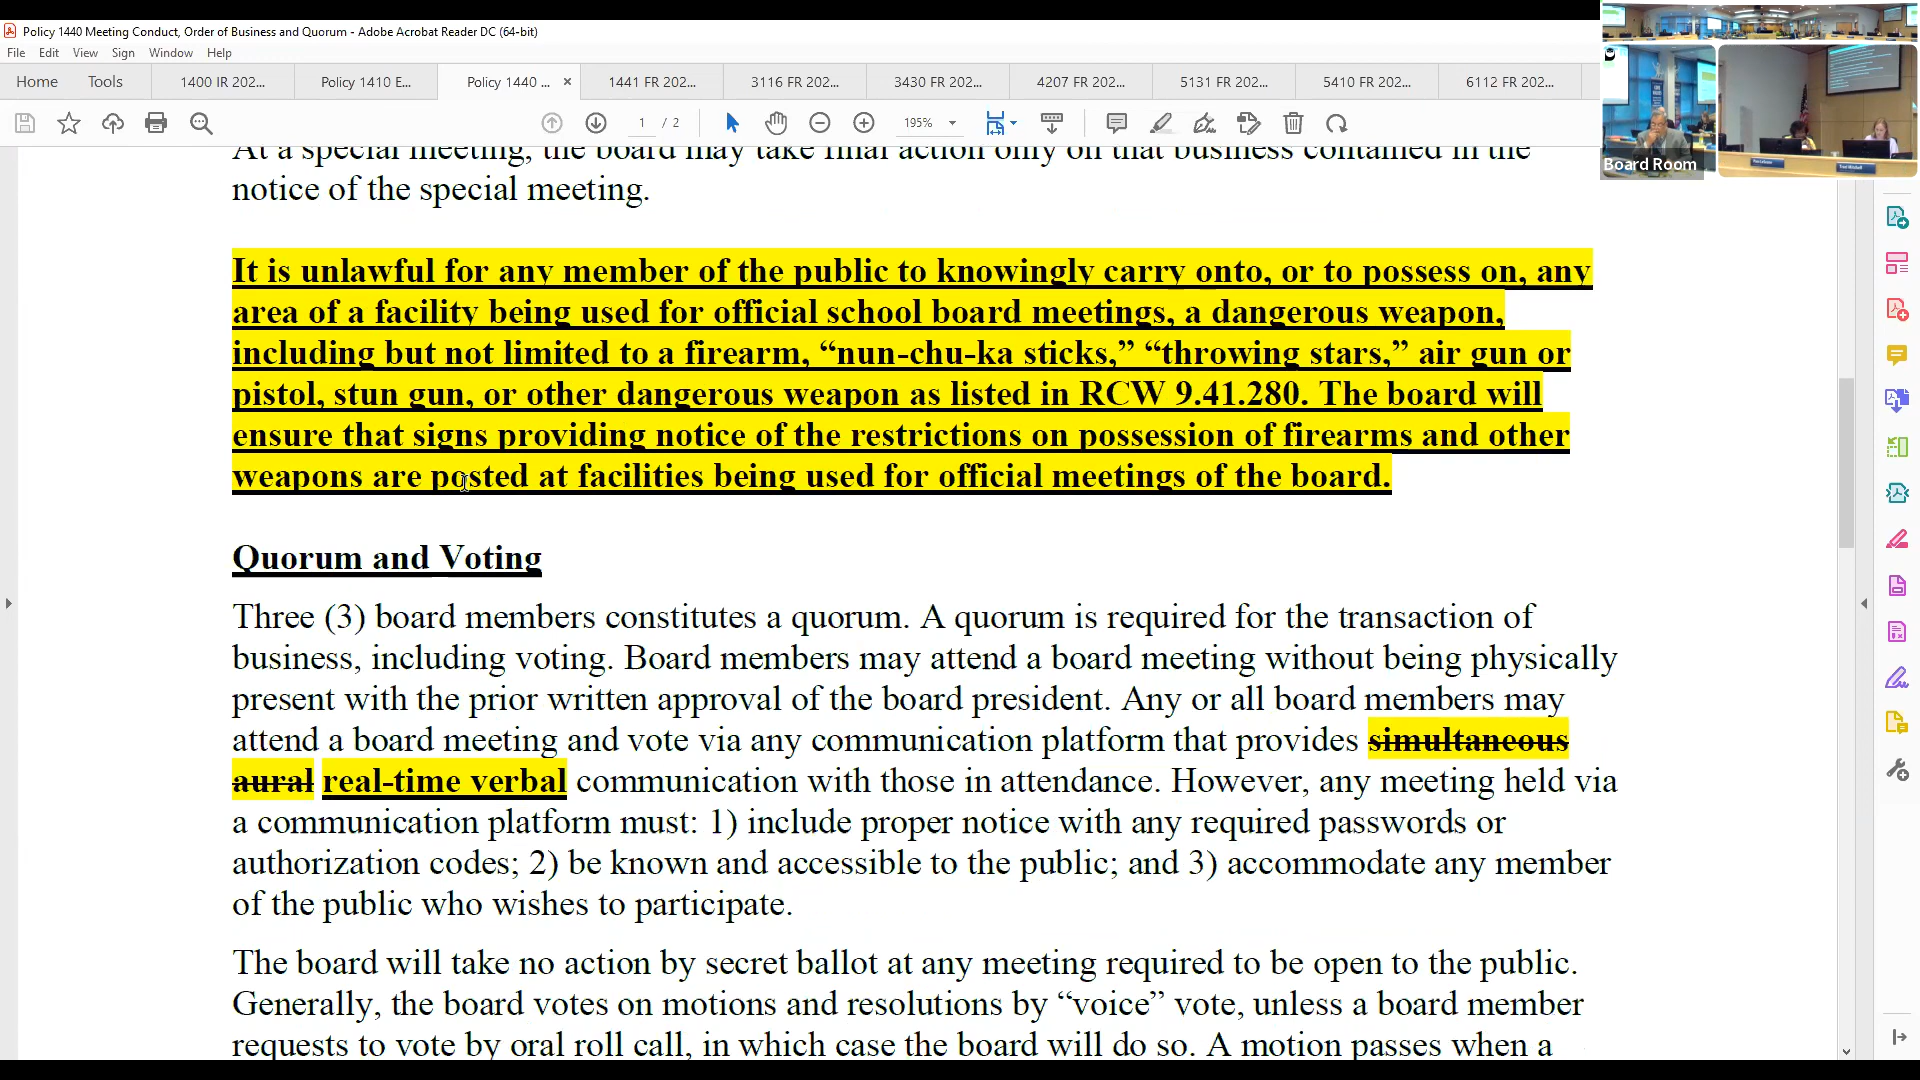 Policy 1440 Meeting Conduct, Order of Business and Quorum - Adobe Acrobat Reader DC (64-bit)
File Edit View Sign Window Help
Home Tools 1400 IR 202... Policy 1410 E... Policy 1440 ... × 1441 FR 202... 3116 FR 202... 3430 FR 202... 4207 FR 202... 5131 FR 202... 5410 FR 202... 6112 FR 202...
1 / 2 195%
Board Room
At a special meeting, the board may take final action only on that business contained in the
notice of the special meeting.
It is unlawful for any member of the public to knowingly carry onto, or to possess on, any
area of a facility being used for official school board meetings, a dangerous weapon,
including but not limited to a firearm, “nun-chu-ka sticks,” “throwing stars,” air gun or
pistol, stun gun, or other dangerous weapon as listed in RCW 9.41.280. The board will
ensure that signs providing notice of the restrictions on possession of firearms and other
weapons are posted at facilities being used for official meetings of the board.
Quorum and Voting
Three (3) board members constitutes a quorum. A quorum is required for the transaction of
business, including voting. Board members may attend a board meeting without being physically
present with the prior written approval of the board president. Any or all board members may
attend a board meeting and vote via any communication platform that provides simultaneous
aural real-time verbal communication with those in attendance. However, any meeting held via
a communication platform must: 1) include proper notice with any required passwords or
authorization codes; 2) be known and accessible to the public; and 3) accommodate any member
of the public who wishes to participate.
The board will take no action by secret ballot at any meeting required to be open to the public.
Generally, the board votes on motions and resolutions by “voice” vote, unless a board member
requests to vote by oral roll call, in which case the board will do so. A motion passes when a